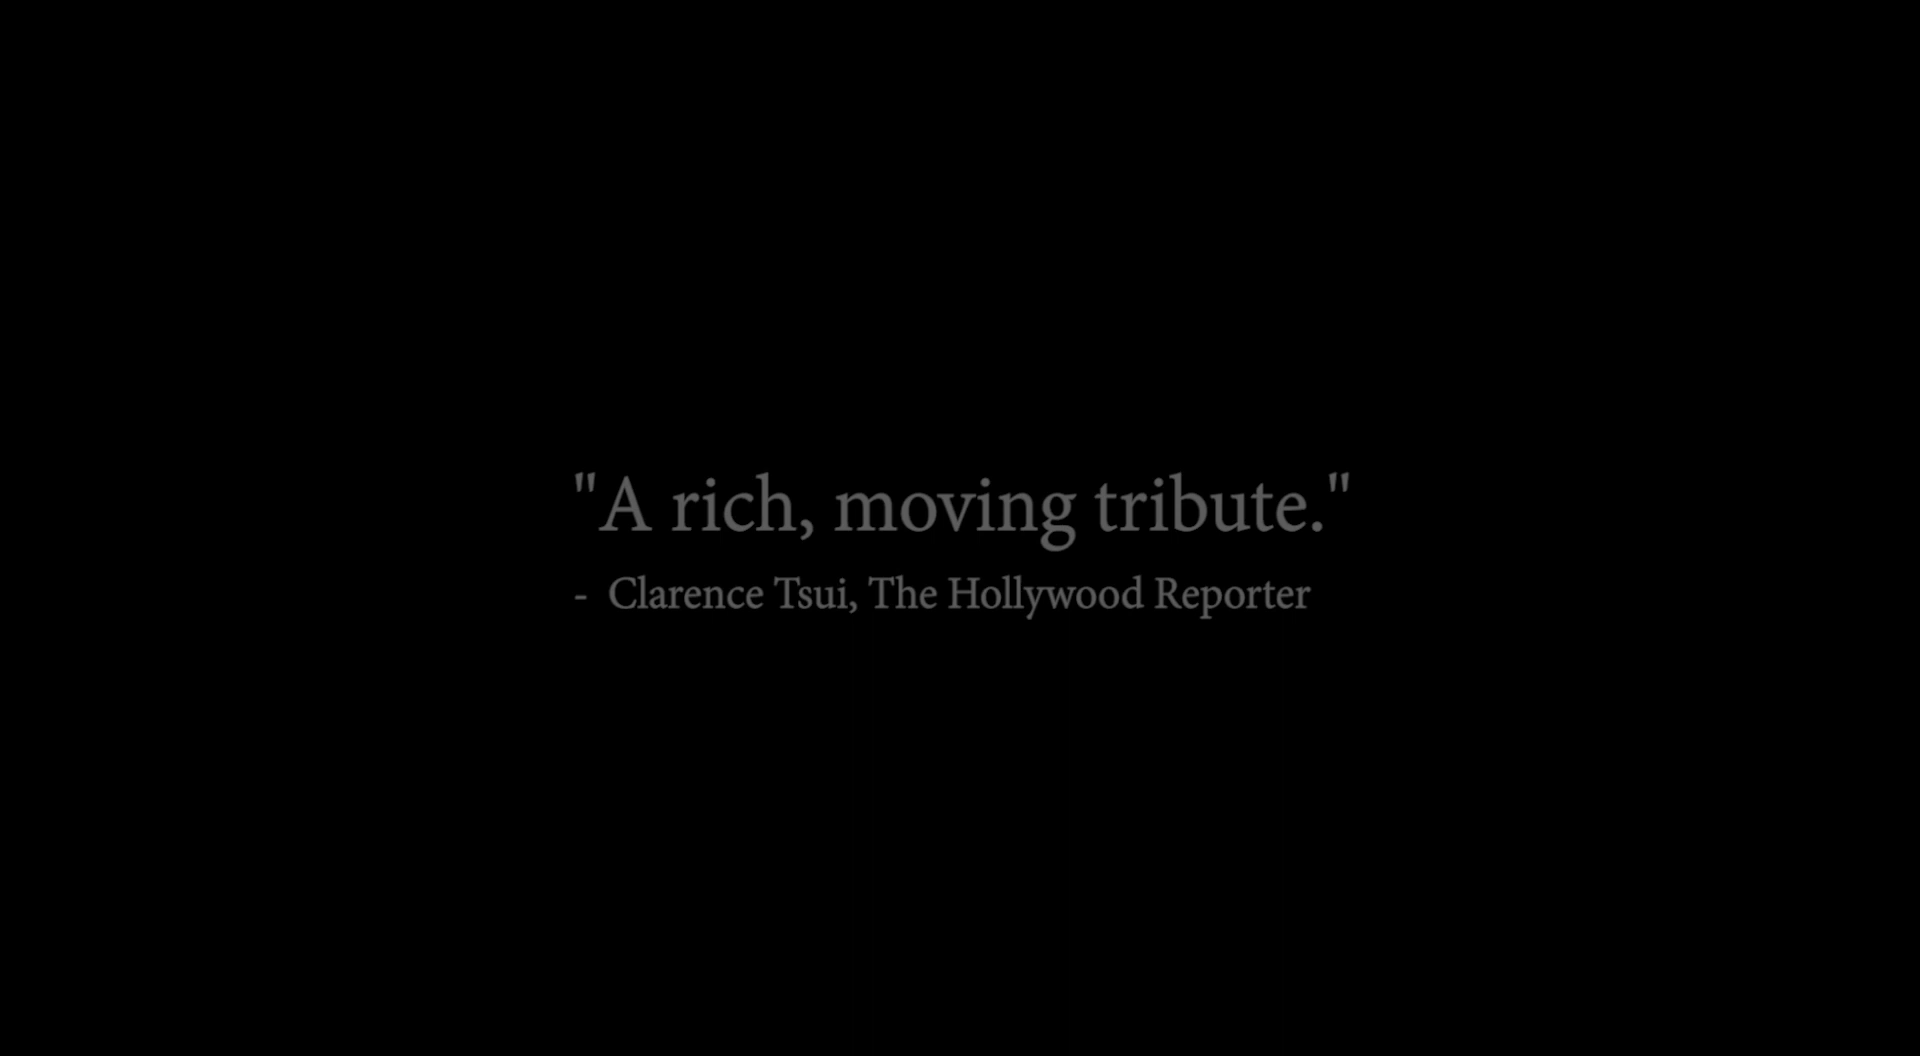 "A rich, moving tribute."
- Clarence Tsui, The Hollywood Reporter